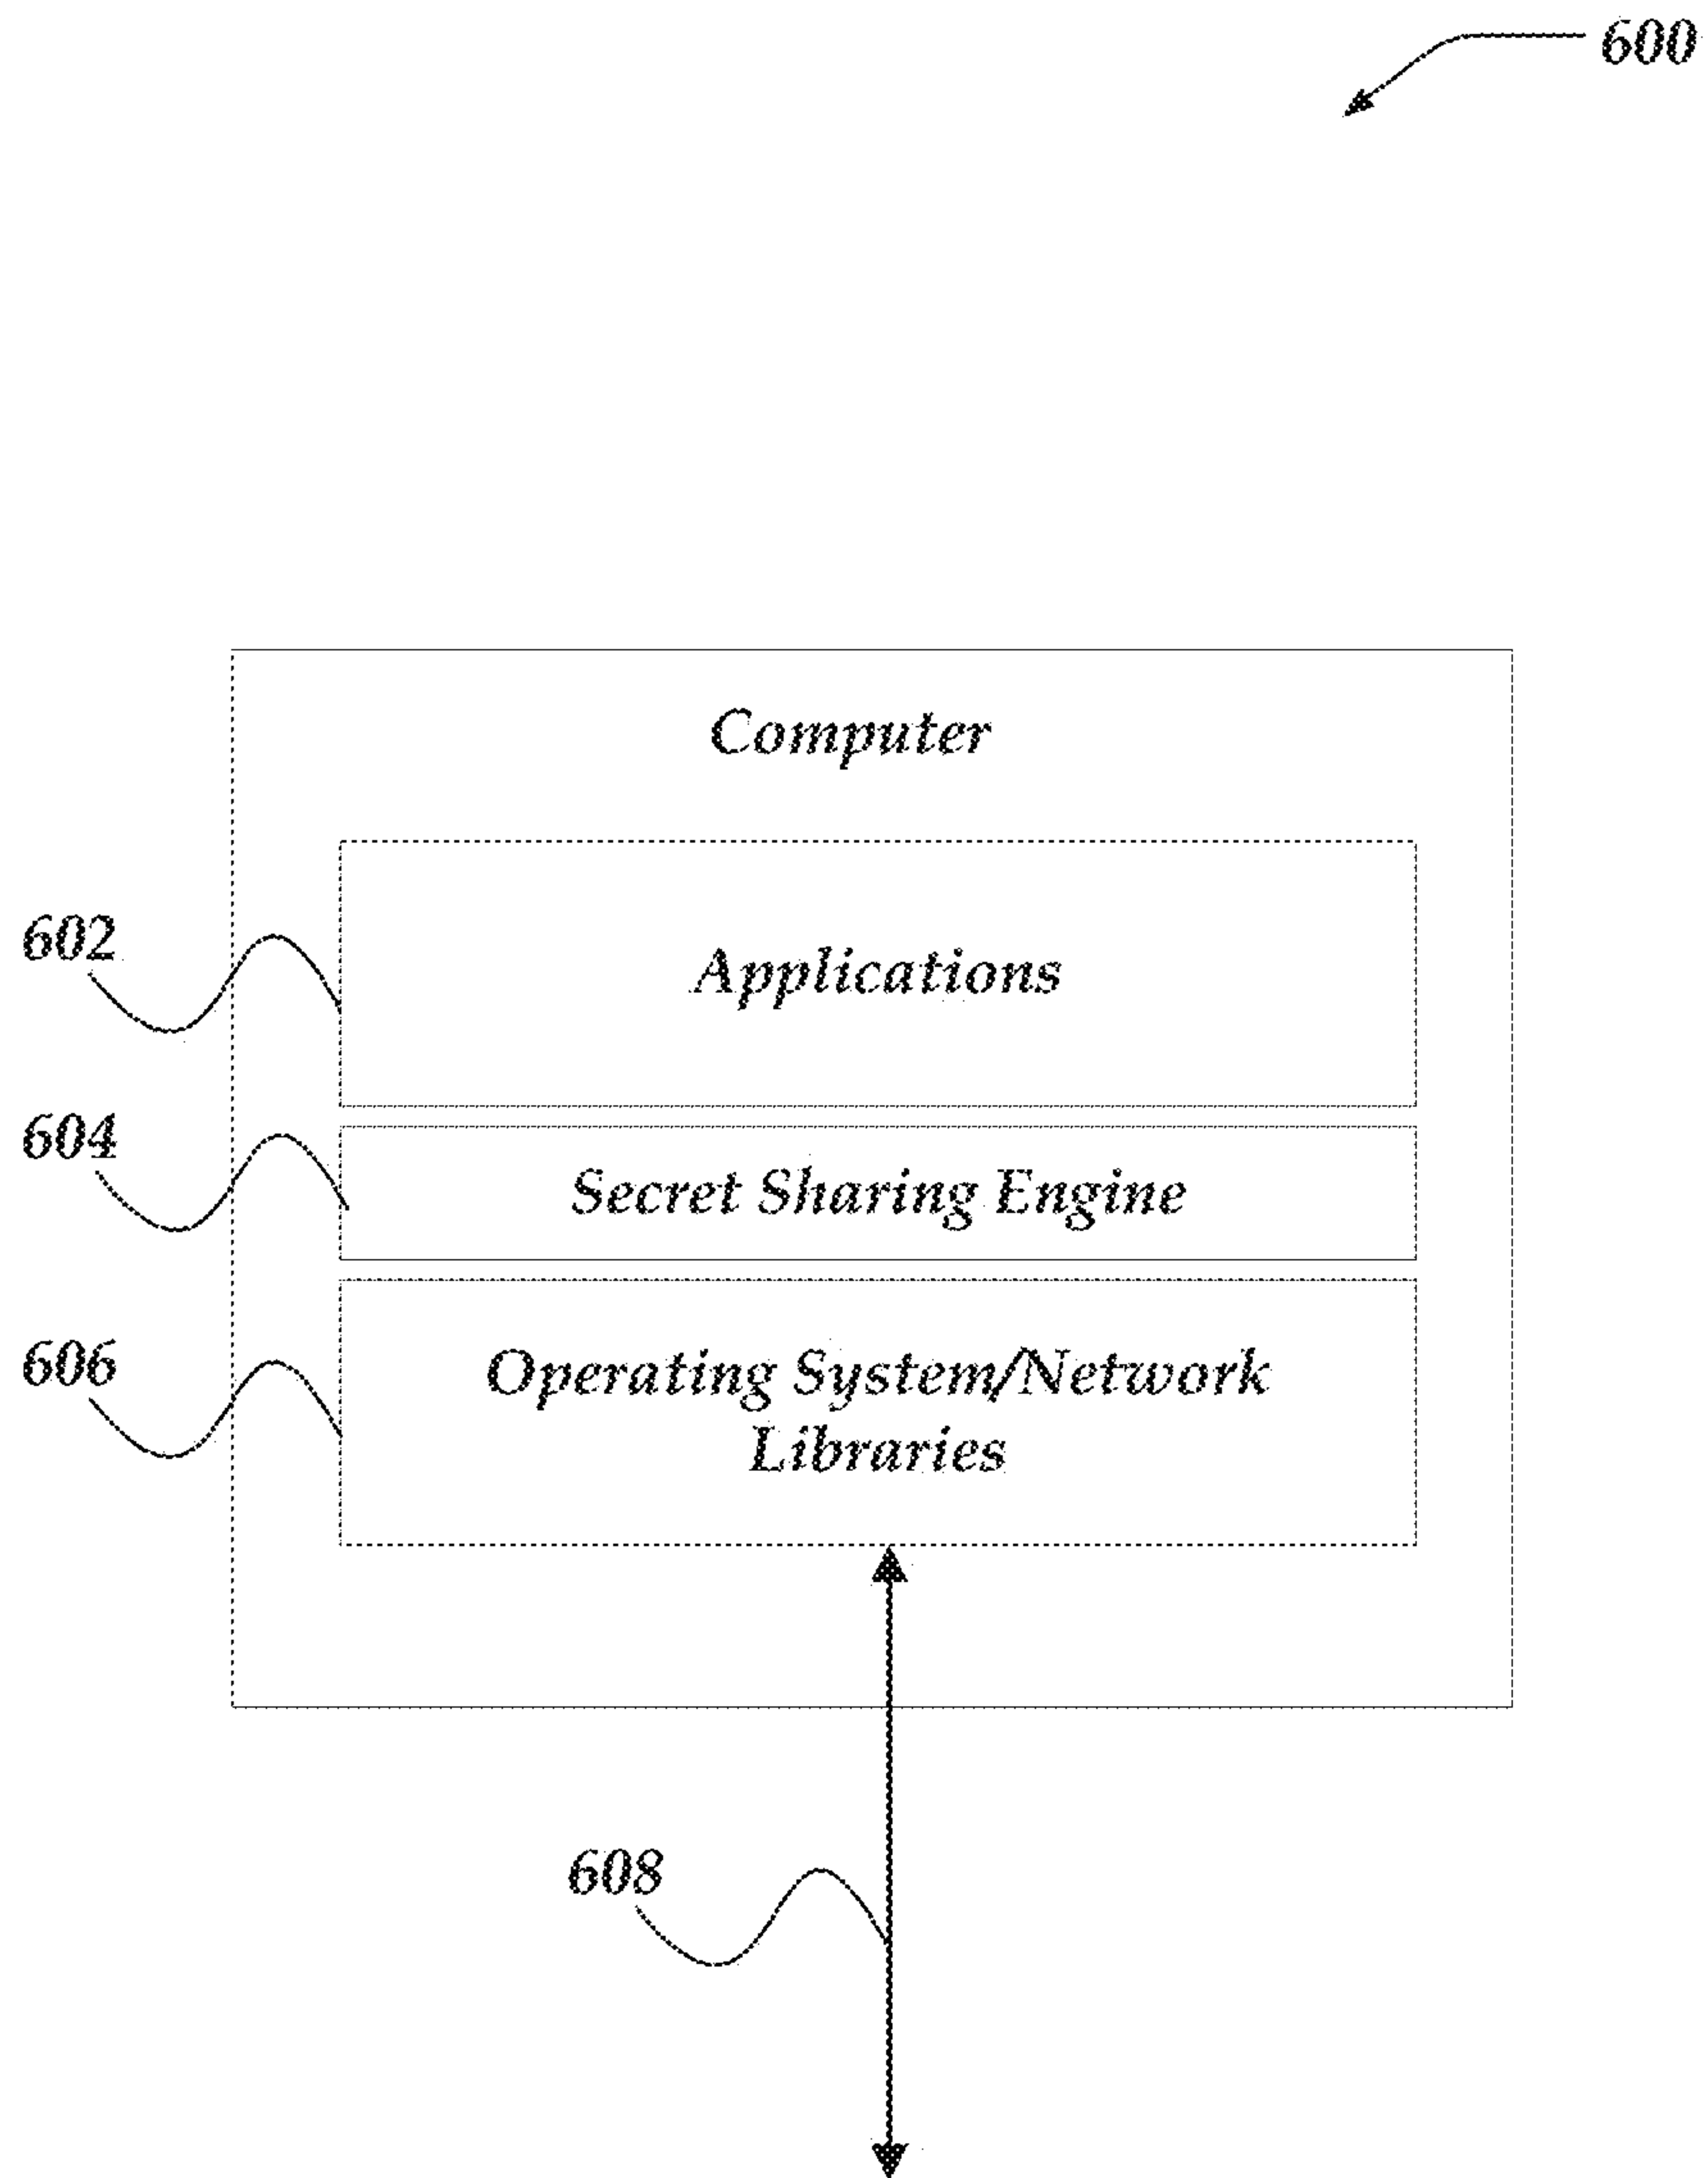 600
Computer
602
Applications
604
Secret Sharing Engine
606
Operating System/Network
Libraries
608